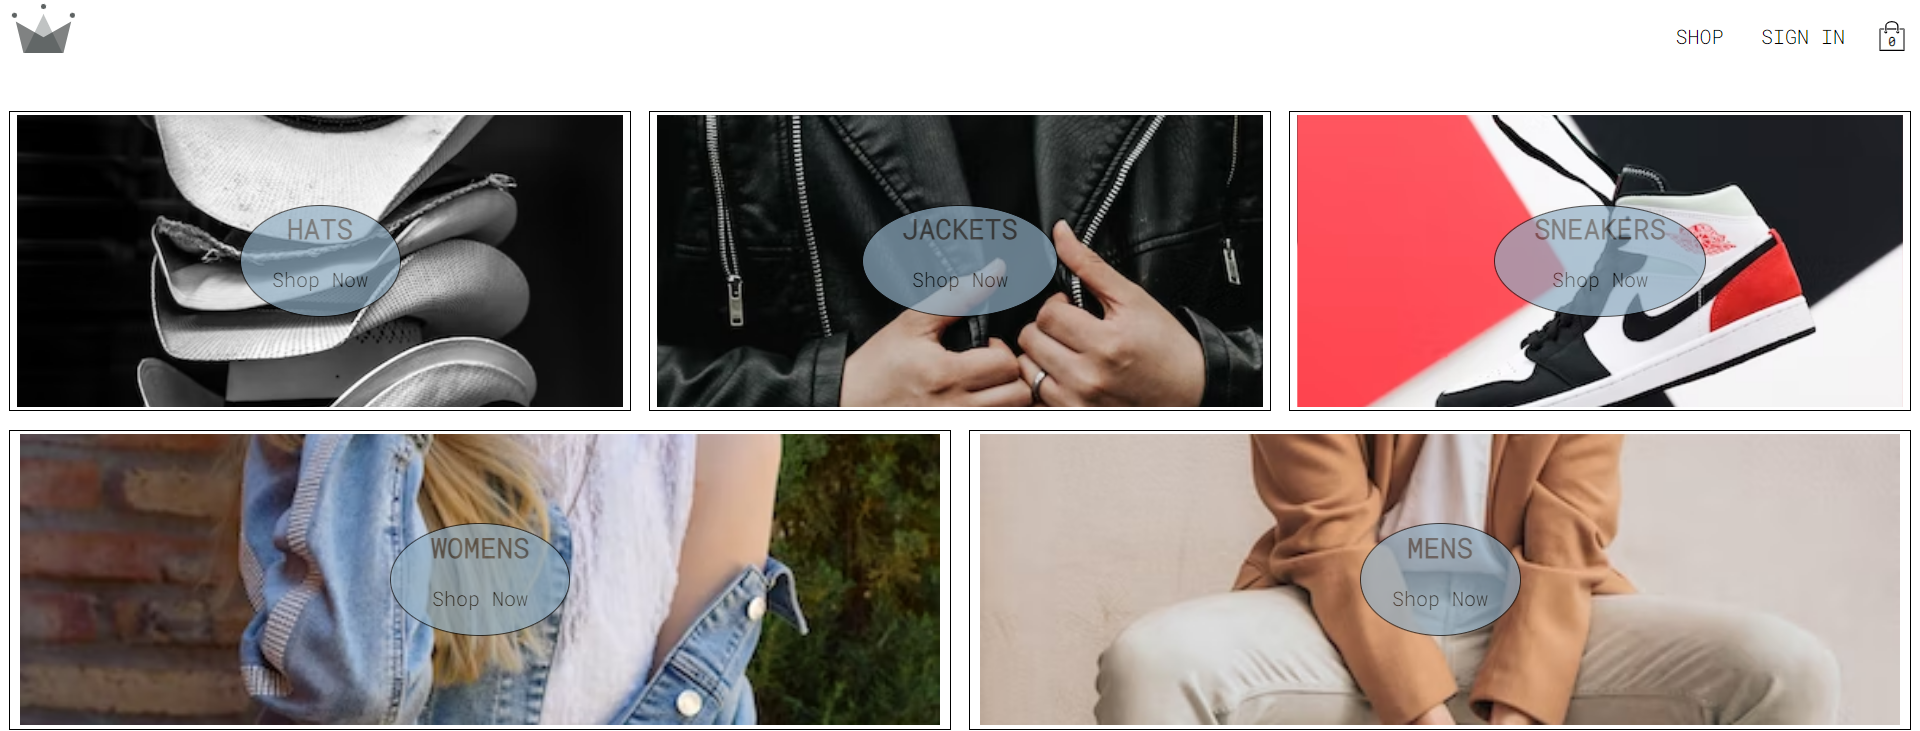 SHOP SIGN IN 0
HATS
Shop Now
JACKETS
Shop Now
SNEAKERS
Shop Now
WOMENS
Shop Now
MENS
Shop Now